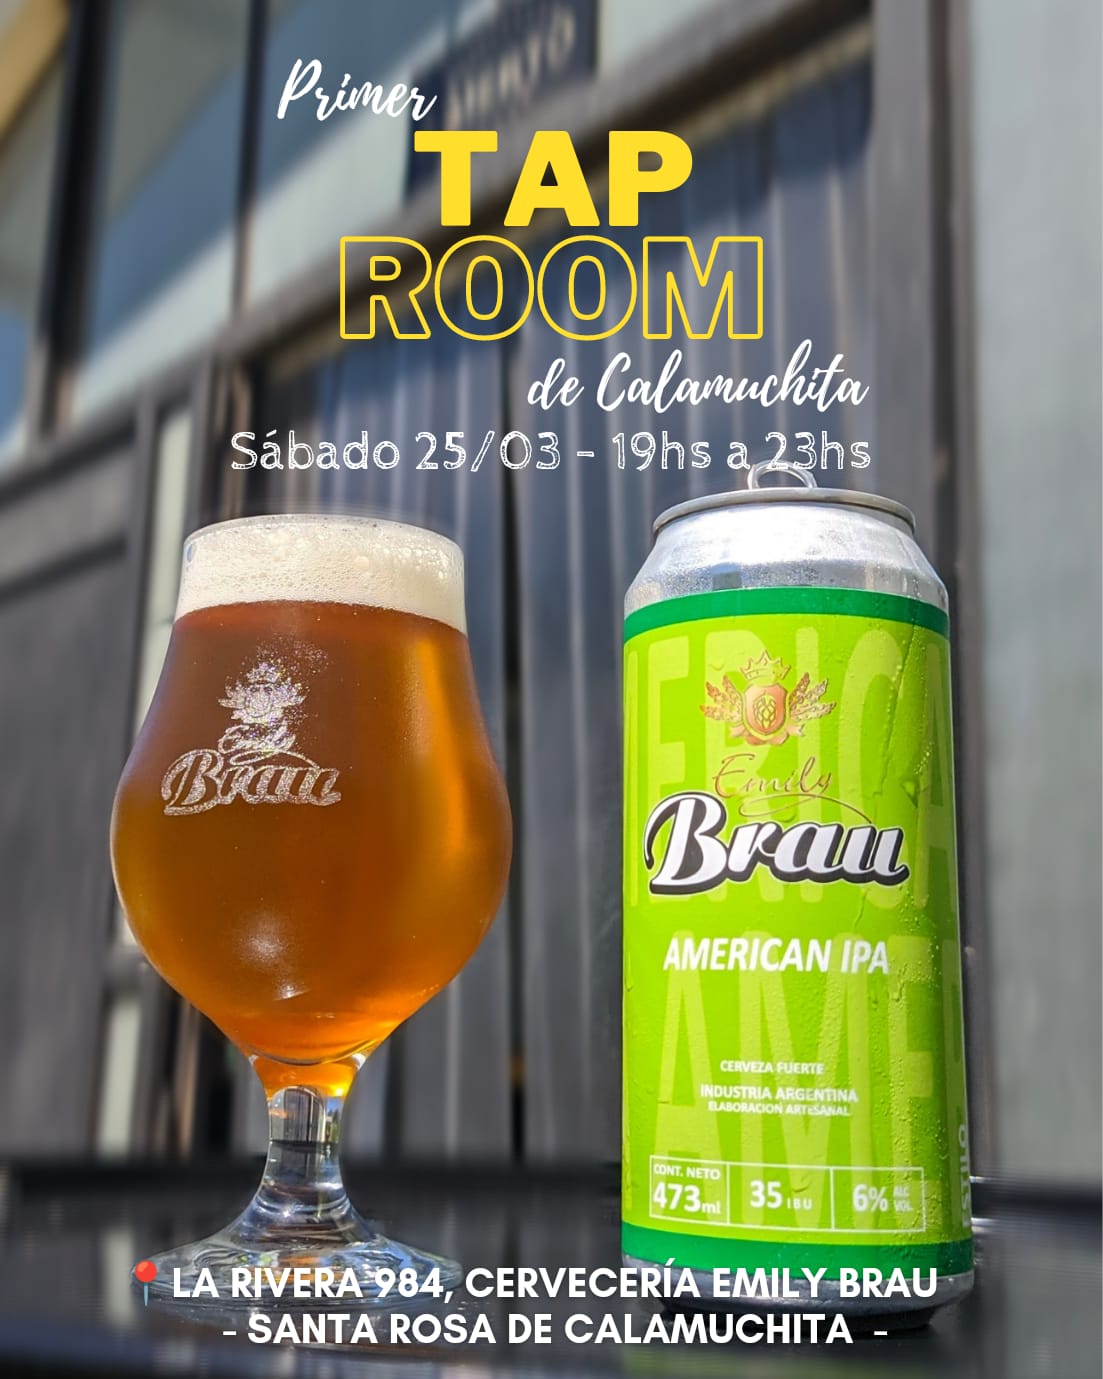 Primer
TAP
ROOM
de Calamuchita
Sábado 25/03 - 19hs a 23hs
Emily
Brau
Emily
Brau
AMERICAN IPA
CERVEZA FUERTE
INDUSTRIA ARGENTINA
ELABORACION ARTESANAL
CONT. NETO
473ml
35 IBU
6% ALC VOL.
LA RIVERA 984, CERVECERÍA EMILY BRAU
- SANTA ROSA DE CALAMUCHITA -